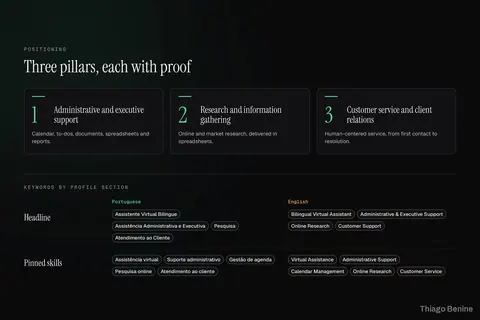 POSITIONING
Three pillars, each with proof
1
Administrative and executive
support
Calendar, to-dos, documents, spreadsheets and
reports.
2
Research and information
gathering
Online and market research, delivered in
spreadsheets.
3
Customer service and client
relations
Human-centered service, from first contact to
resolution.
KEYWORDS BY PROFILE SECTION
Portuguese
English
Headline
Assistente Virtual Bilíngue
Assistência Administrativa e Executiva
Pesquisa
Atendimento ao Cliente
Bilingual Virtual Assistant
Administrative & Executive Support
Online Research
Customer Support
Pinned skills
Assistência virtual
Suporte administrativo
Gestão de agenda
Pesquisa online
Atendimento ao cliente
Virtual Assistance
Administrative Support
Calendar Management
Online Research
Customer Service
Thiago Benine